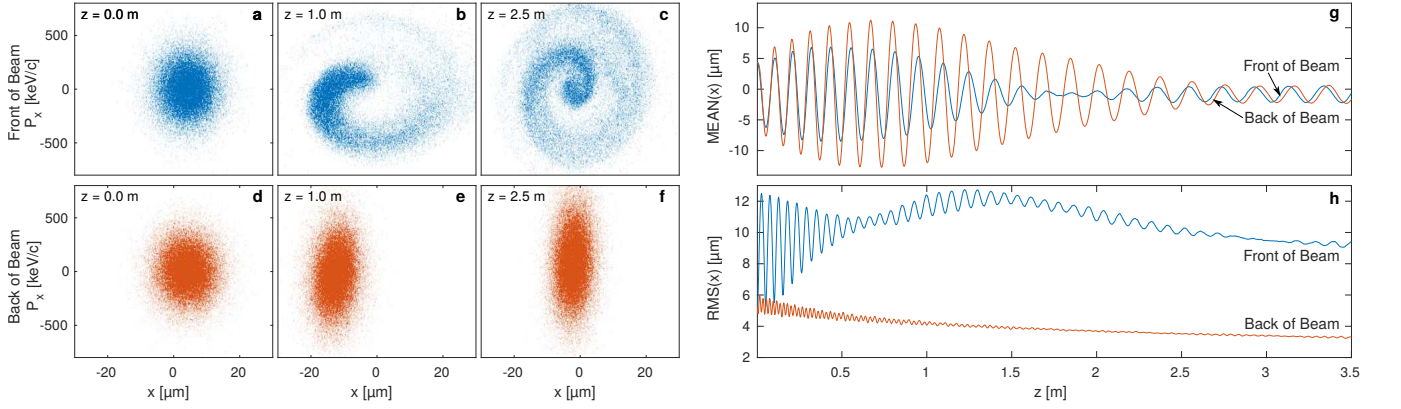 z = 0.0 m
a
z = 1.0 m
b
z = 2.5 m
c
500
0
-500
Front of Beam
Pₓ [keV/c]
z = 0.0 m
d
z = 1.0 m
e
z = 2.5 m
f
500
0
-500
Back of Beam
Pₓ [keV/c]
-20 0 20
-20 0 20
-20 0 20
x [μm]
x [μm]
x [μm]
g
10
5
0
-5
-10
MEAN(x) [μm]
Front of Beam
Back of Beam
h
12
10
8
6
4
2
RMS(x) [μm]
Front of Beam
Back of Beam
0.5 1 1.5 2 2.5 3 3.5
z [m]